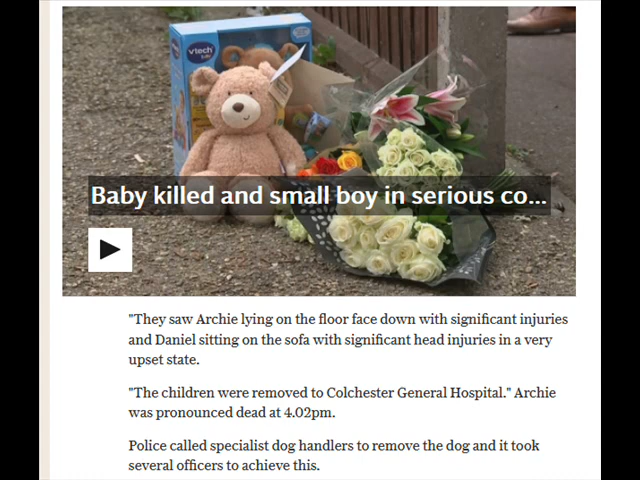 vtech
Baby killed and small boy in serious co...
"They saw Archie lying on the floor face down with significant injuries
and Daniel sitting on the sofa with significant head injuries in a very
upset state.
"The children were removed to Colchester General Hospital." Archie
was pronounced dead at 4.02pm.
Police called specialist dog handlers to remove the dog and it took
several officers to achieve this.